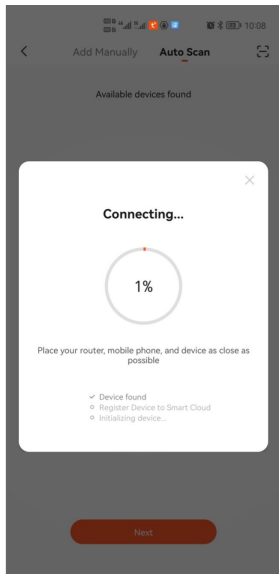 10:08
Add Manually Auto Scan
Available devices found
Connecting...
1%
Place your router, mobile phone, and device as close as
possible
Device found
Register Device to Smart Cloud
Initializing device...
Next